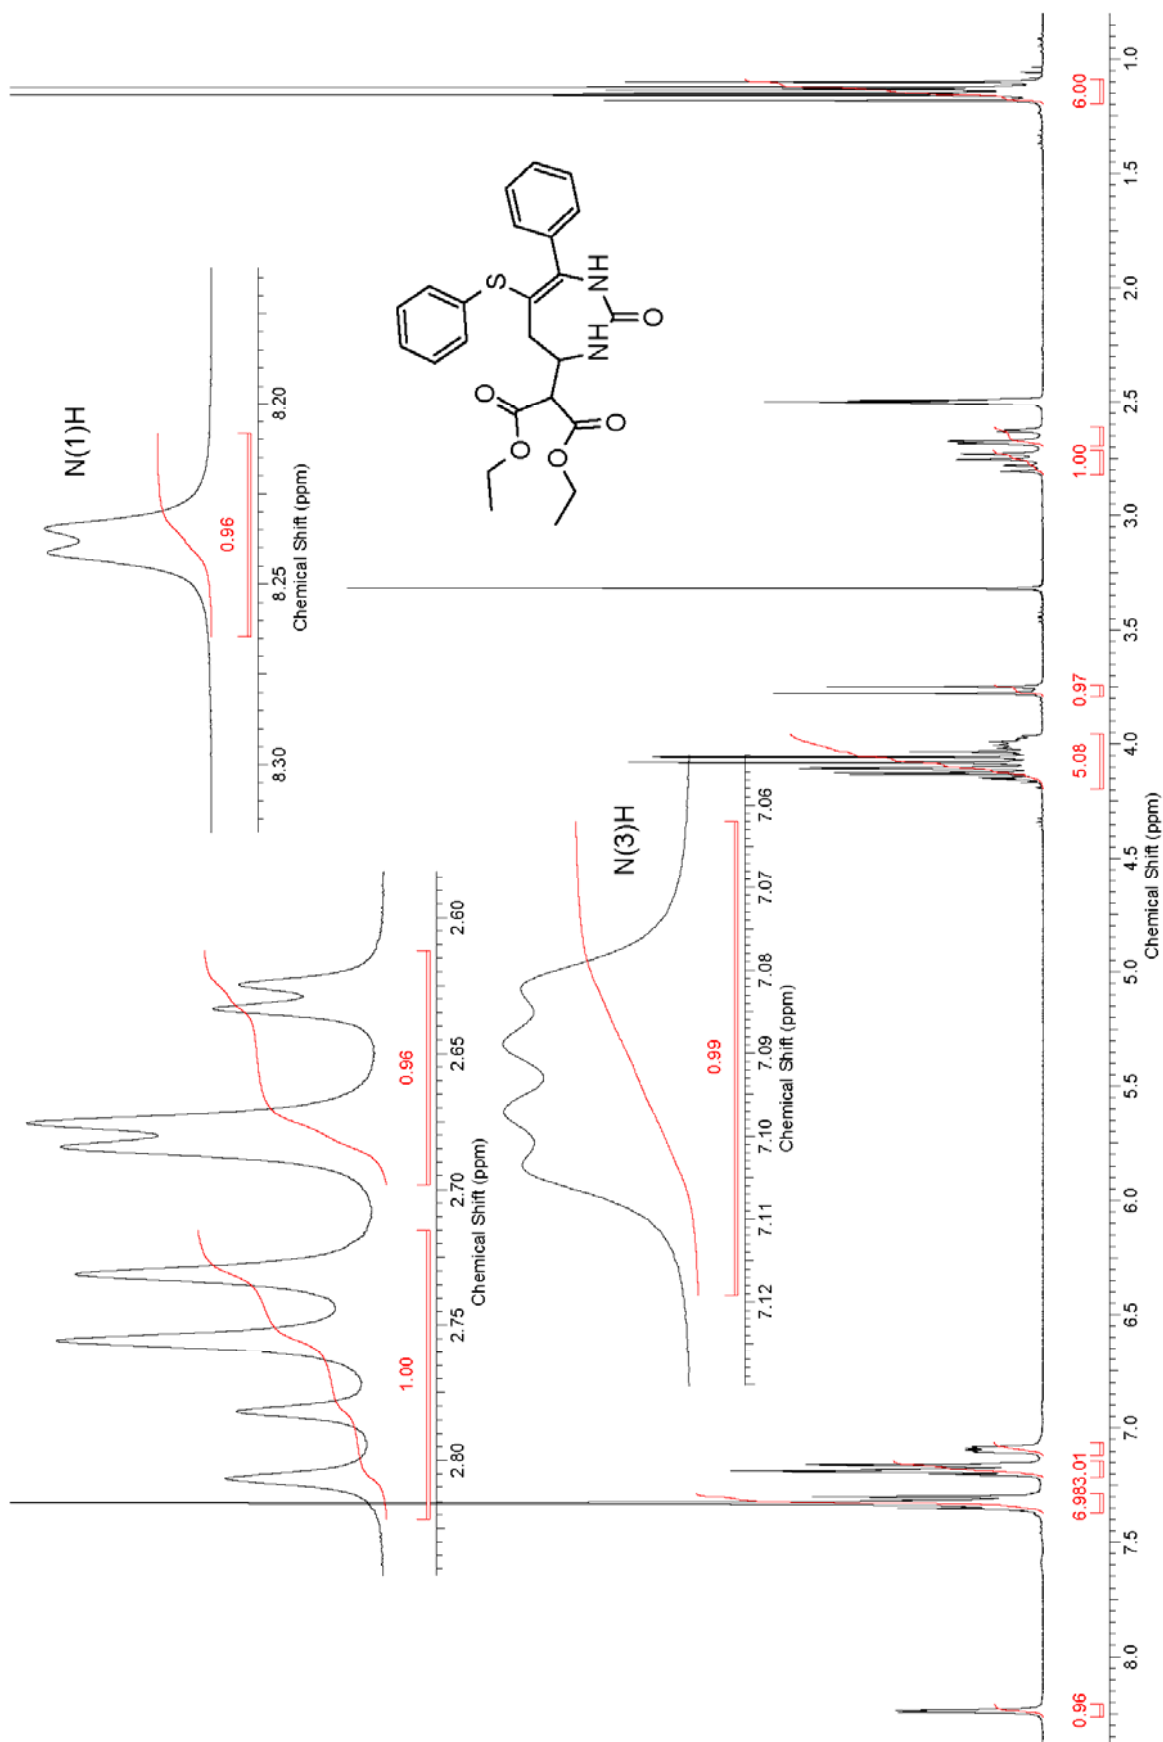 N(1)H
0.96
8.30
8.25
8.20
Chemical Shift (ppm)
1.00
0.96
2.80
2.75
2.70
2.65
2.60
Chemical Shift (ppm)
N(3)H
0.99
7.12
7.11
7.10
7.09
7.08
7.07
7.06
Chemical Shift (ppm)
S
O
O
O
O
NH
NH
O
0.96
6.983.01
5.08
0.97
1.00
6.00
8.0
7.5
7.0
6.5
6.0
5.5
5.0
4.5
4.0
3.5
3.0
2.5
2.0
1.5
1.0
Chemical Shift (ppm)